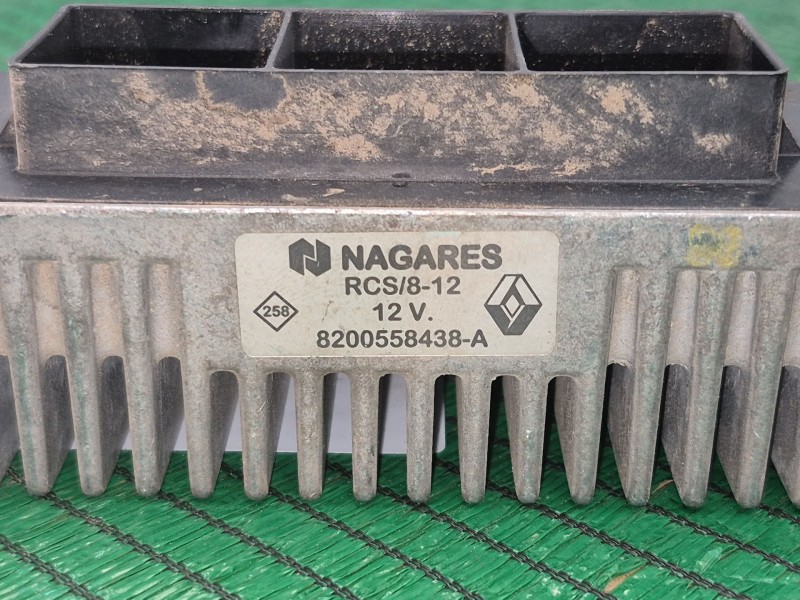 NAGARES
RCS/8-12
258
12 V.
8200558438-A